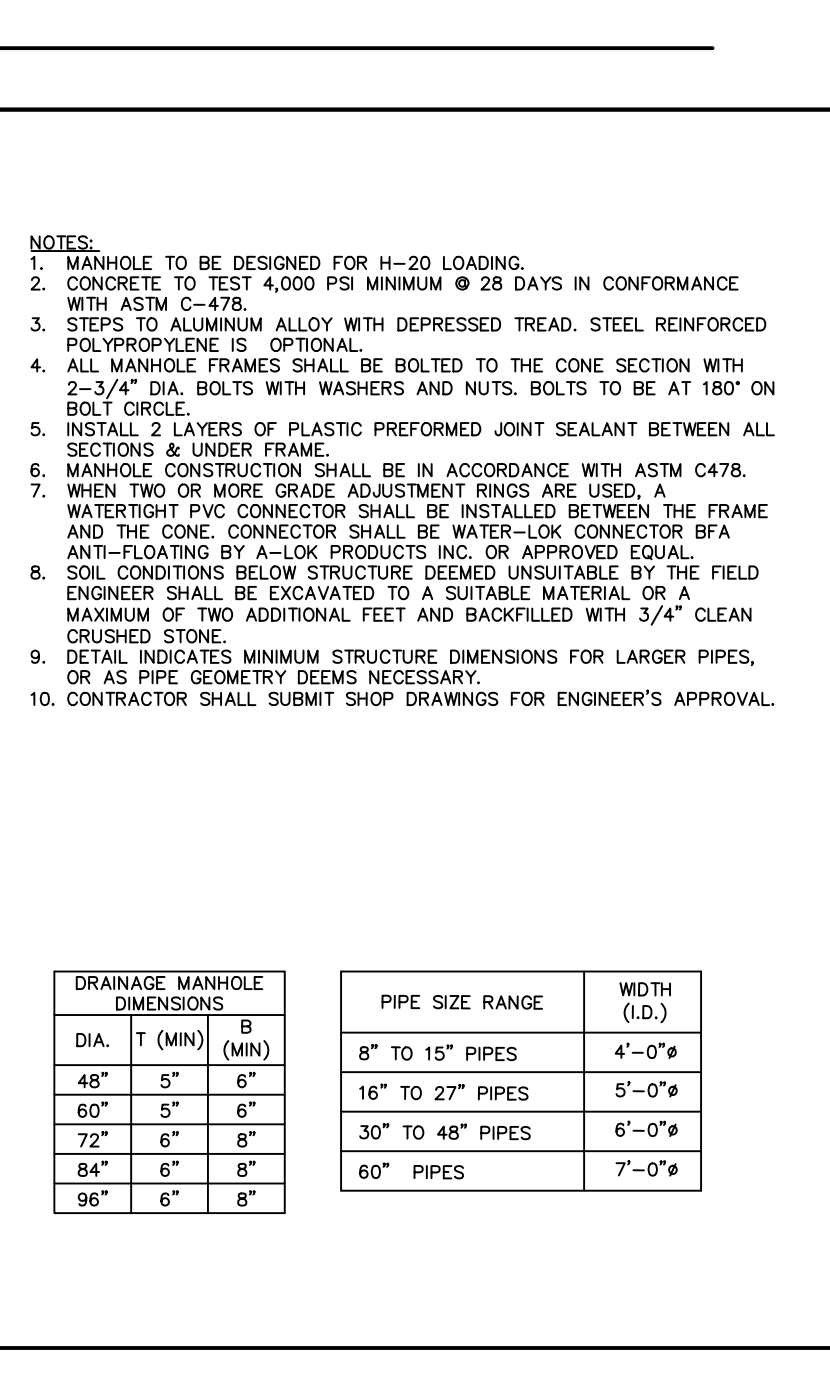 NOTES:
1. MANHOLE TO BE DESIGNED FOR H-20 LOADING.
2. CONCRETE TO TEST 4,000 PSI MINIMUM @ 28 DAYS IN CONFORMANCE
WITH ASTM C-478.
3. STEPS TO ALUMINUM ALLOY WITH DEPRESSED TREAD. STEEL REINFORCED
POLYPROPYLENE IS OPTIONAL.
4. ALL MANHOLE FRAMES SHALL BE BOLTED TO THE CONE SECTION WITH
2-3/4" DIA. BOLTS WITH WASHERS AND NUTS. BOLTS TO BE AT 180° ON
BOLT CIRCLE.
5. INSTALL 2 LAYERS OF PLASTIC PREFORMED JOINT SEALANT BETWEEN ALL
SECTIONS & UNDER FRAME.
6. MANHOLE CONSTRUCTION SHALL BE IN ACCORDANCE WITH ASTM C478.
7. WHEN TWO OR MORE GRADE ADJUSTMENT RINGS ARE USED, A
WATERTIGHT PVC CONNECTOR SHALL BE INSTALLED BETWEEN THE FRAME
AND THE CONE. CONNECTOR SHALL BE WATER-LOK CONNECTOR BFA
ANTI-FLOATING BY A-LOK PRODUCTS INC. OR APPROVED EQUAL.
8. SOIL CONDITIONS BELOW STRUCTURE DEEMED UNSUITABLE BY THE FIELD
ENGINEER SHALL BE EXCAVATED TO A SUITABLE MATERIAL OR A
MAXIMUM OF TWO ADDITIONAL FEET AND BACKFILLED WITH 3/4" CLEAN
CRUSHED STONE.
9. DETAIL INDICATES MINIMUM STRUCTURE DIMENSIONS FOR LARGER PIPES,
OR AS PIPE GEOMETRY DEEMS NECESSARY.
10. CONTRACTOR SHALL SUBMIT SHOP DRAWINGS FOR ENGINEER'S APPROVAL.
DRAINAGE MANHOLE
DIMENSIONS
DIA. T (MIN) B
(MIN)
48" 5" 6"
60" 5" 6"
72" 6" 8"
84" 6" 8"
96" 6" 8"
PIPE SIZE RANGE WIDTH
(I.D.)
8" TO 15" PIPES 4'-0"ø
16" TO 27" PIPES 5'-0"ø
30" TO 48" PIPES 6'-0"ø
60" PIPES 7'-0"ø